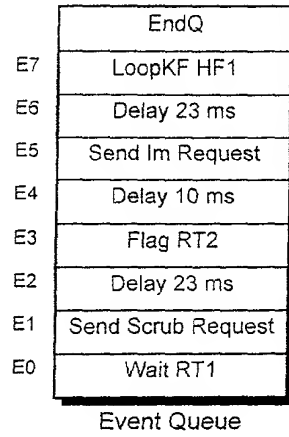 EndQ
E7 LoopKF HF1
E6 Delay 23 ms
E5 Send Im Request
E4 Delay 10 ms
E3 Flag RT2
E2 Delay 23 ms
E1 Send Scrub Request
E0 Wait RT1
Event Queue